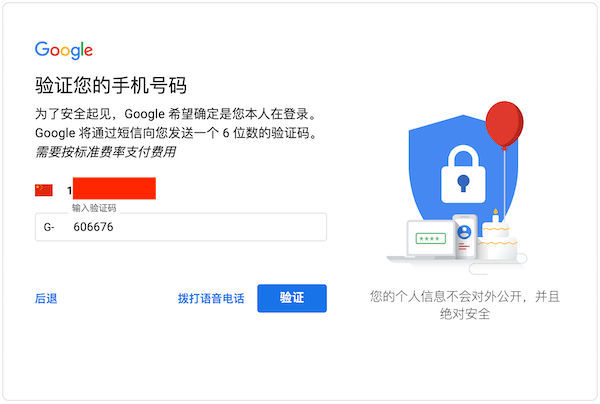 Google
验证您的手机号码
为了安全起见，Google 希望确定是您本人在登录。
Google 将通过短信向您发送一个 6 位数的验证码。
需要按标准费率支付费用
1
输入验证码
G- 606676
后退
拨打语音电话
验证
****
您的个人信息不会对外公开，并且
绝对安全